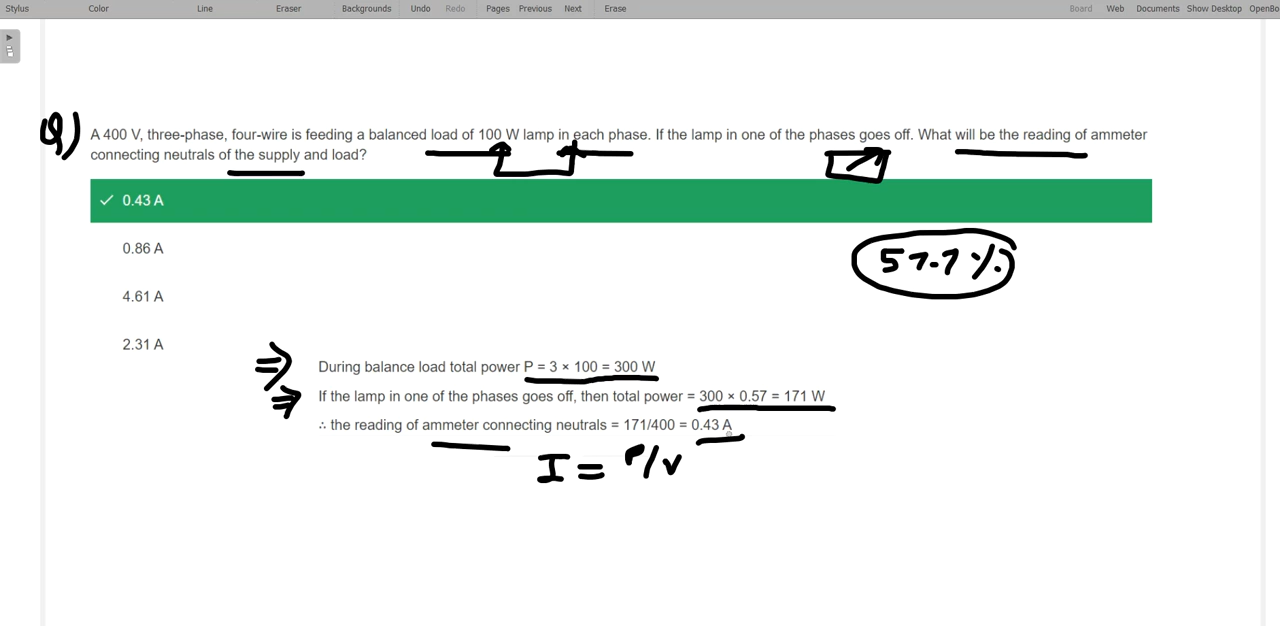 Stylus Color Line Eraser Backgrounds Undo Redo Pages Previous Next Erase Board Web Documents Show Desktop OpenBo
Q) A 400 V, three-phase, four-wire is feeding a balanced load of 100 W lamp in each phase. If the lamp in one of the phases goes off. What will be the reading of ammeter
connecting neutrals of the supply and load?
✓ 0.43 A
0.86 A
57.7 %
4.61 A
2.31 A
⇒ During balance load total power P = 3 × 100 = 300 W
⇒ If the lamp in one of the phases goes off, then total power = 300 × 0.57 = 171 W
∴ the reading of ammeter connecting neutrals = 171/400 = 0.43 A
I = P/V